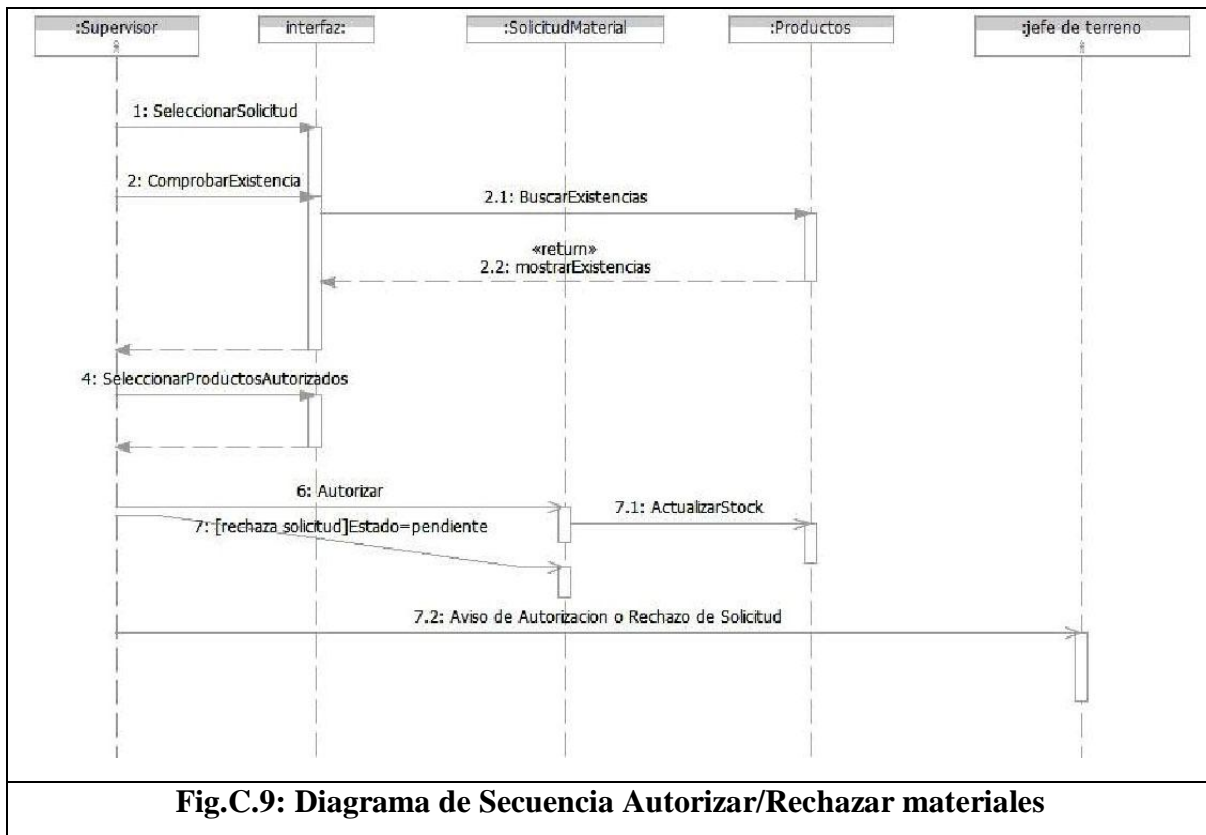 :Supervisor
interfaz:
:SolicitudMaterial
:Productos
:jefe de terreno
1: SeleccionarSolicitud
2: ComprobarExistencia
2.1: BuscarExistencias
«return»
2.2: mostrarExistencias
4: SeleccionarProductosAutorizados
6: Autorizar
7.1: ActualizarStock
7: [rechaza solicitud]Estado=pendiente
7.2: Aviso de Autorizacion o Rechazo de Solicitud
Fig.C.9: Diagrama de Secuencia Autorizar/Rechazar materiales